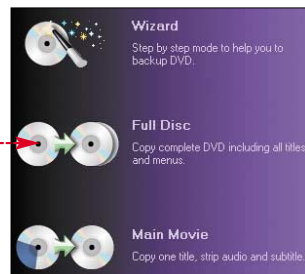 Wizard
Step by step mode to help you to
backup DVD.
Full Disc
Copy complete DVD including all titles
and menus.
Main Movie
Copy one title, strip audio and subtitle.